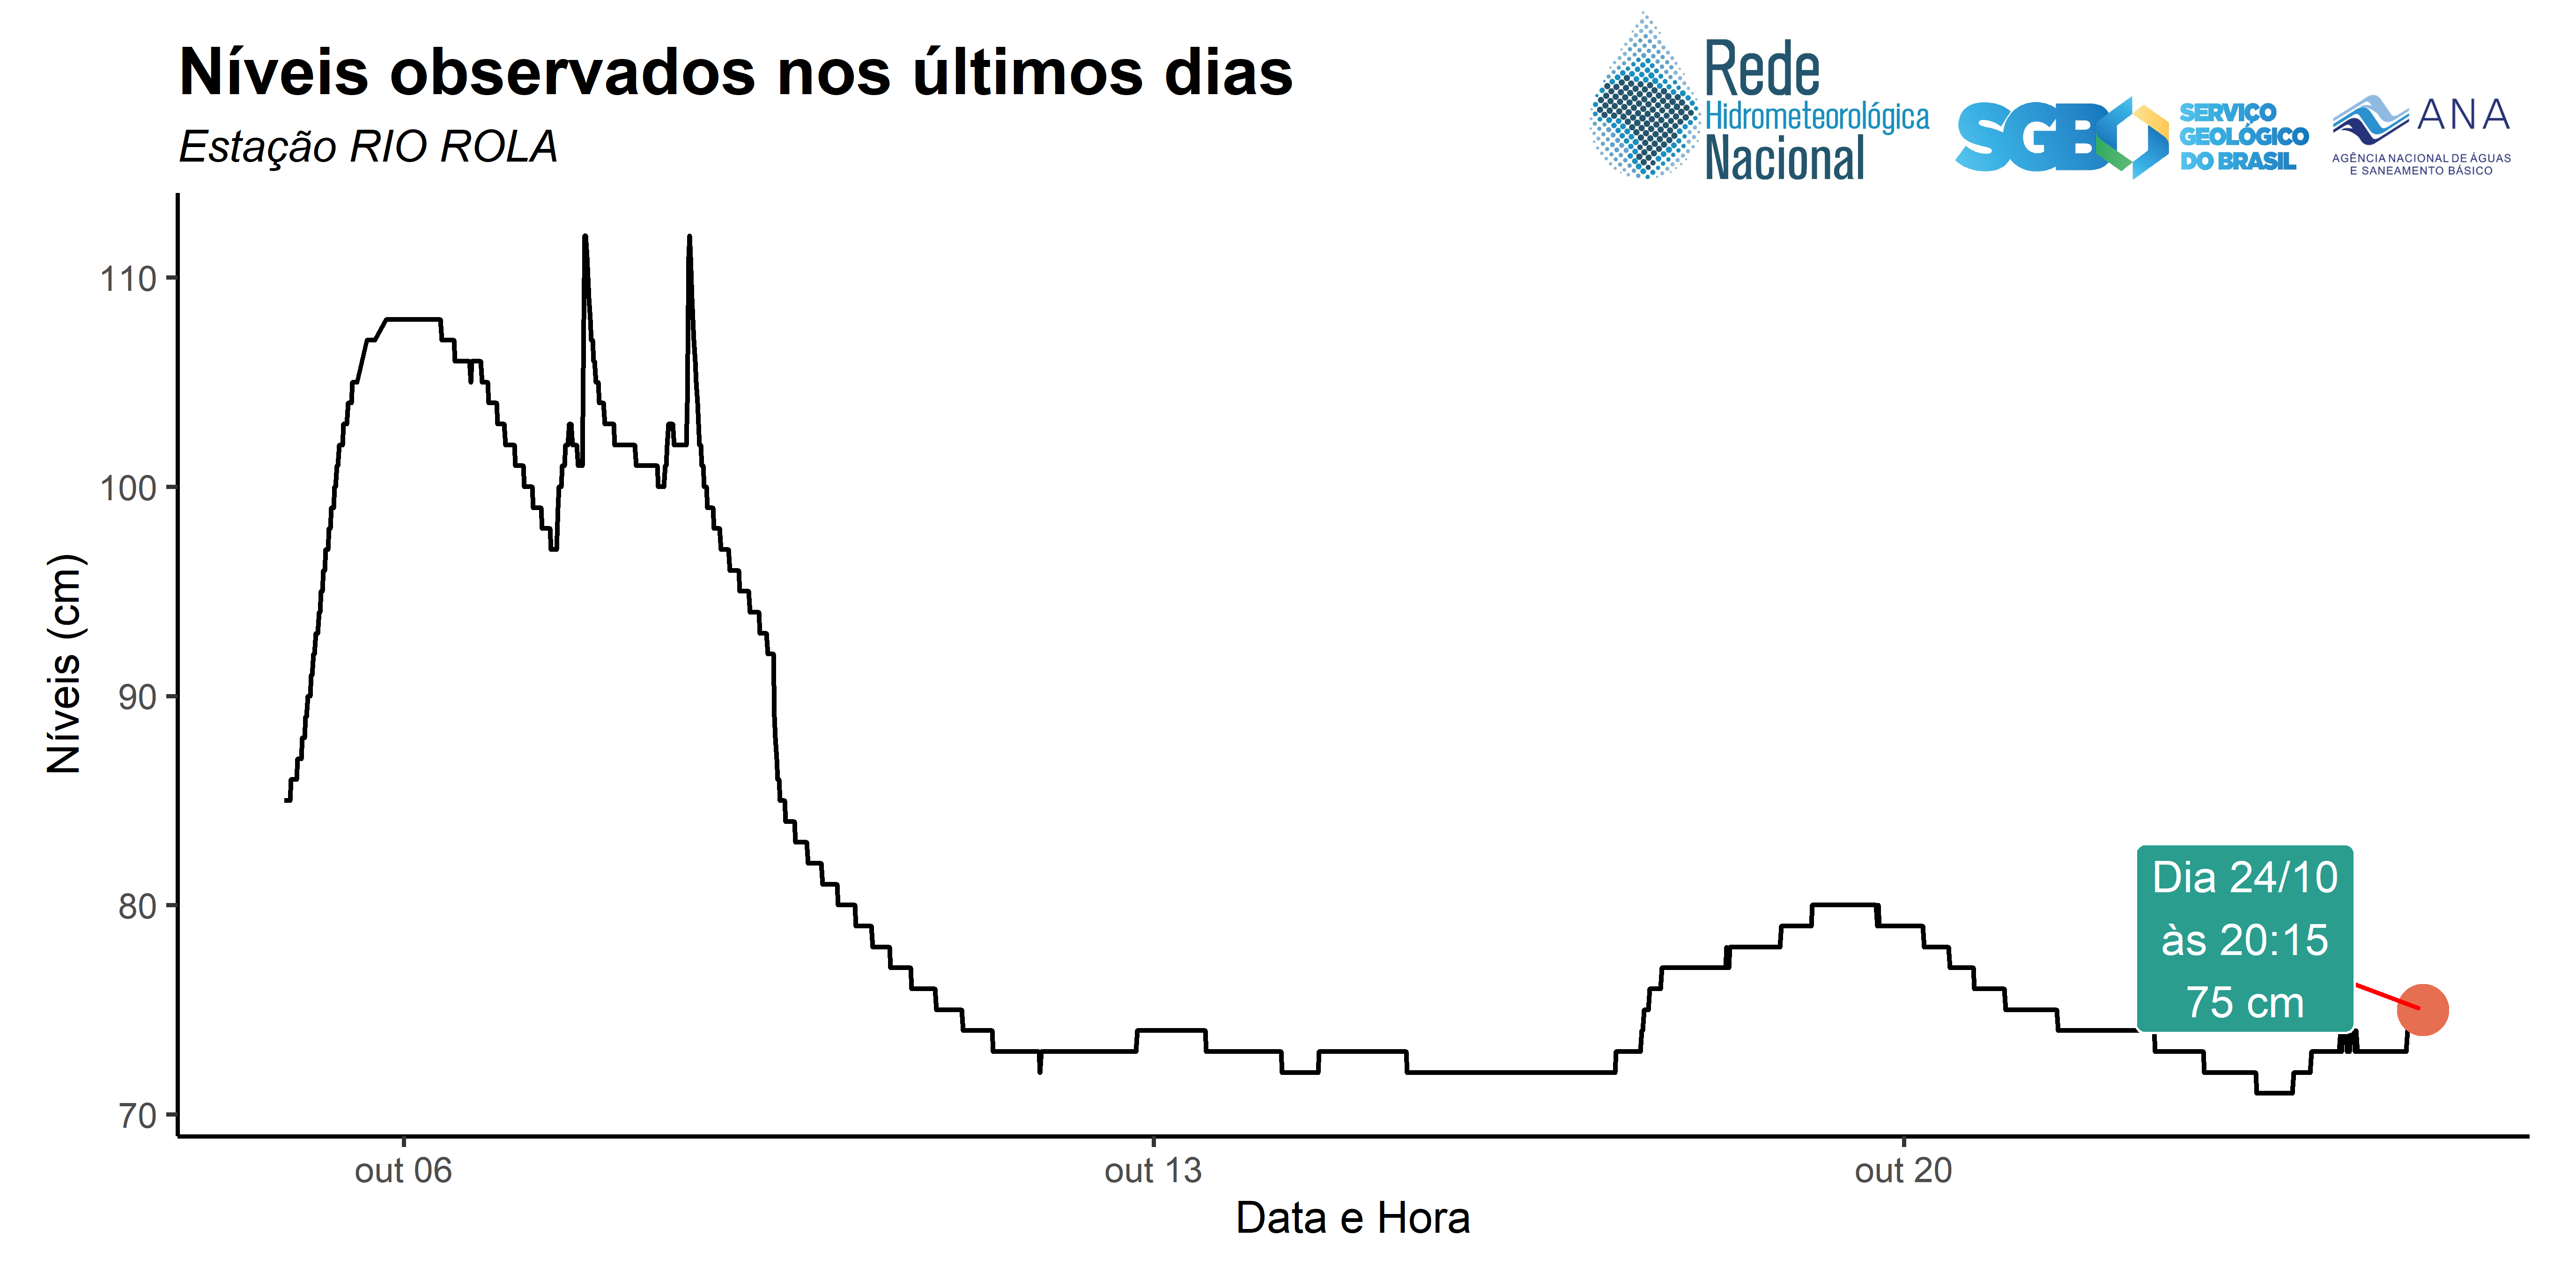 Níveis observados nos últimos dias
Estação RIO ROLA
Rede
Hidrometeorológica
Nacional
SGB
SERVIÇO
GEOLÓGICO
DO BRASIL
ANA
AGÊNCIA NACIONAL DE ÁGUAS
E SANEAMENTO BÁSICO
Níveis (cm)
110
100
90
80
70
Dia 24/10
às 20:15
75 cm
out 06
out 13
out 20
Data e Hora